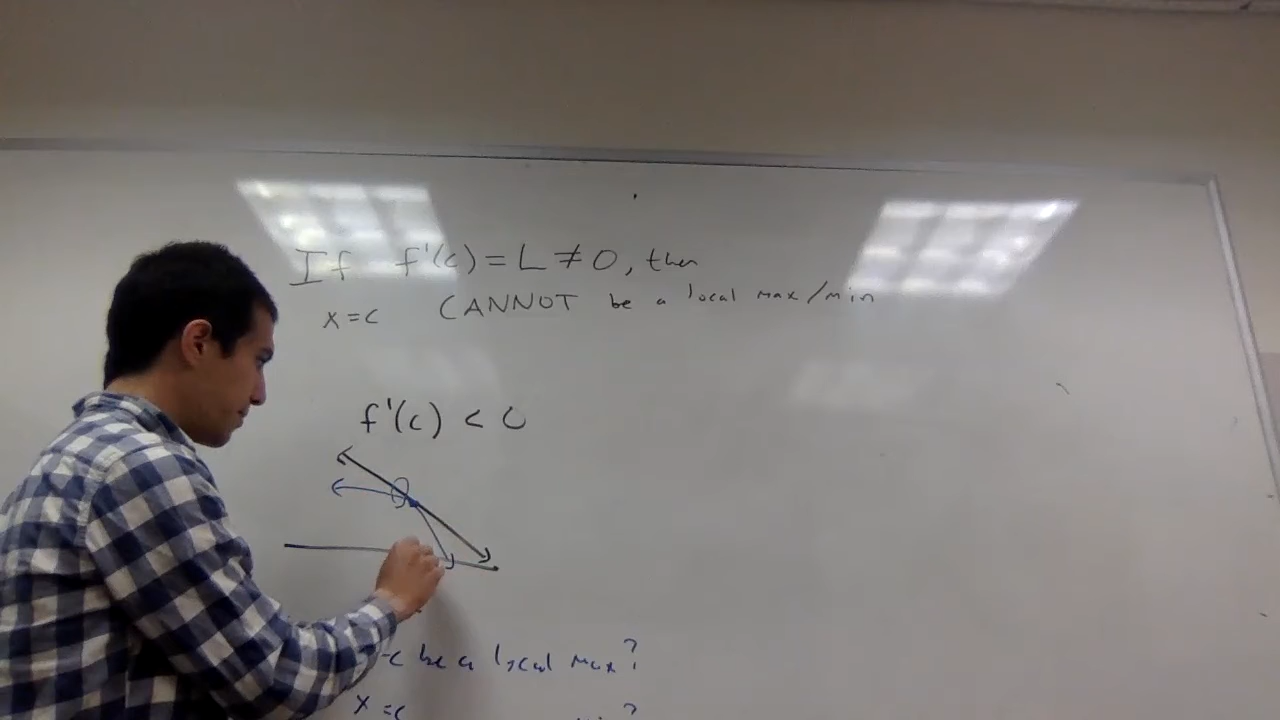 If f'(c) = L ≠ 0, then
x = c CANNOT be a local max/min
f'(c) < 0
c be a local max?
x = c
?